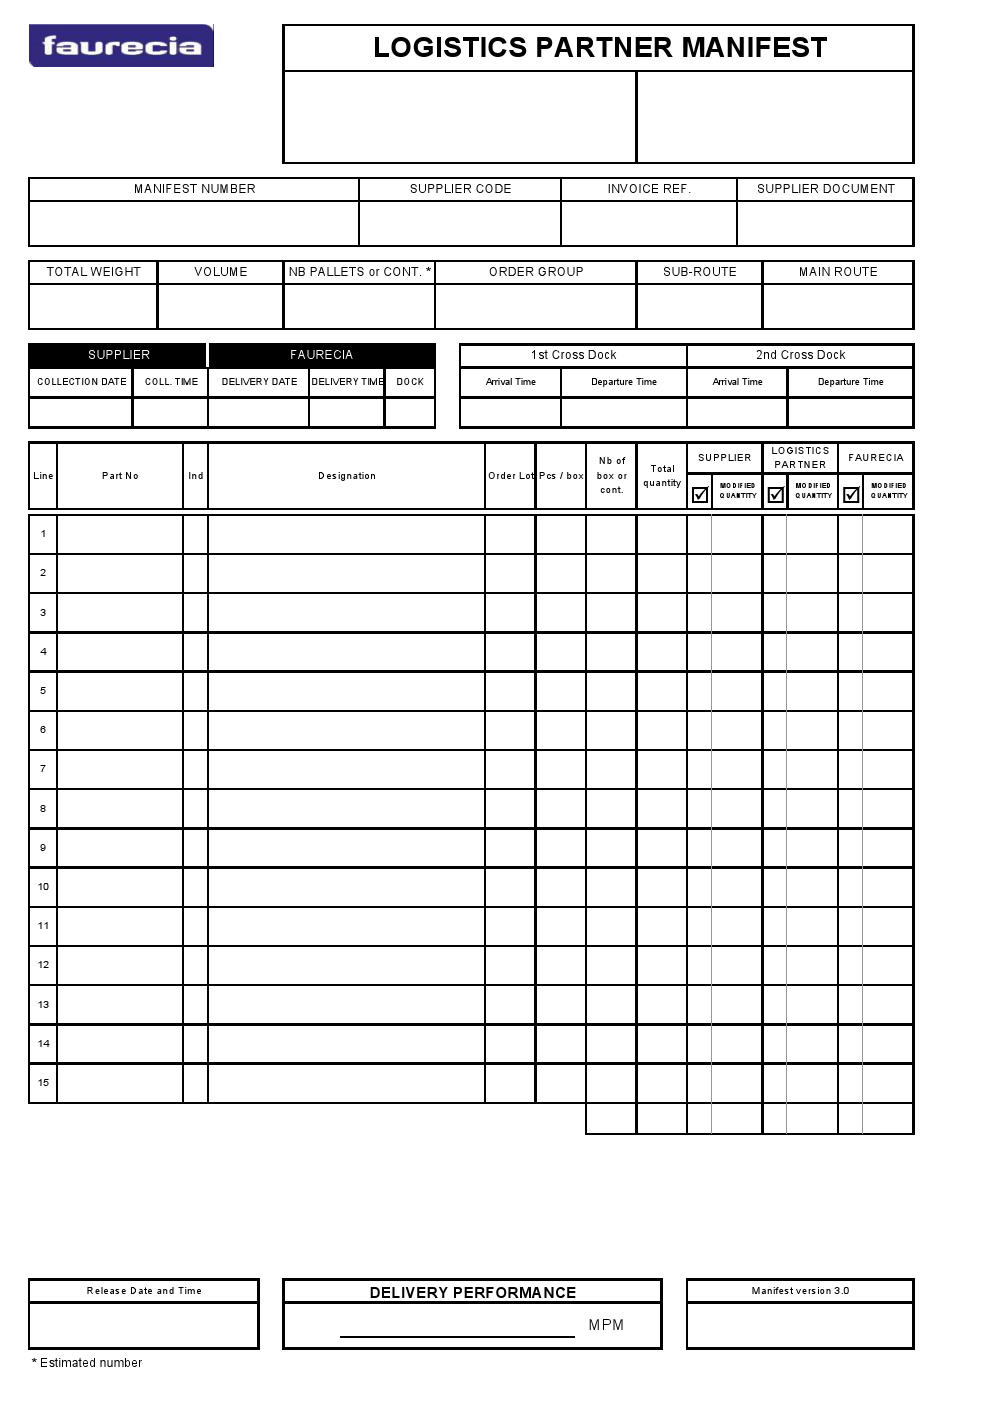 faurecia
LOGISTICS PARTNER MANIFEST
MANIFEST NUMBER SUPPLIER CODE INVOICE REF. SUPPLIER DOCUMENT
TOTAL WEIGHT VOLUME NB PALLETS or CONT. * ORDER GROUP SUB-ROUTE MAIN ROUTE
SUPPLIER FAURECIA 1st Cross Dock 2nd Cross Dock
COLLECTION DATE COLL. TIME DELIVERY DATE DELIVERY TIME DOCK Arrival Time Departure Time Arrival Time Departure Time
Line Part No Ind Designation Order Lot Pcs / box
Nb of
box or
cont.
Total
quantity
SUPPLIER
LOGISTICS
PARTNER
FAURECIA
MODIFIED
QUANTITY
MODIFIED
QUANTITY
MODIFIED
QUANTITY
1
2
3
4
5
6
7
8
9
10
11
12
13
14
15
Release Date and Time DELIVERY PERFORMANCE Manifest version 3.0
MPM
* Estimated number